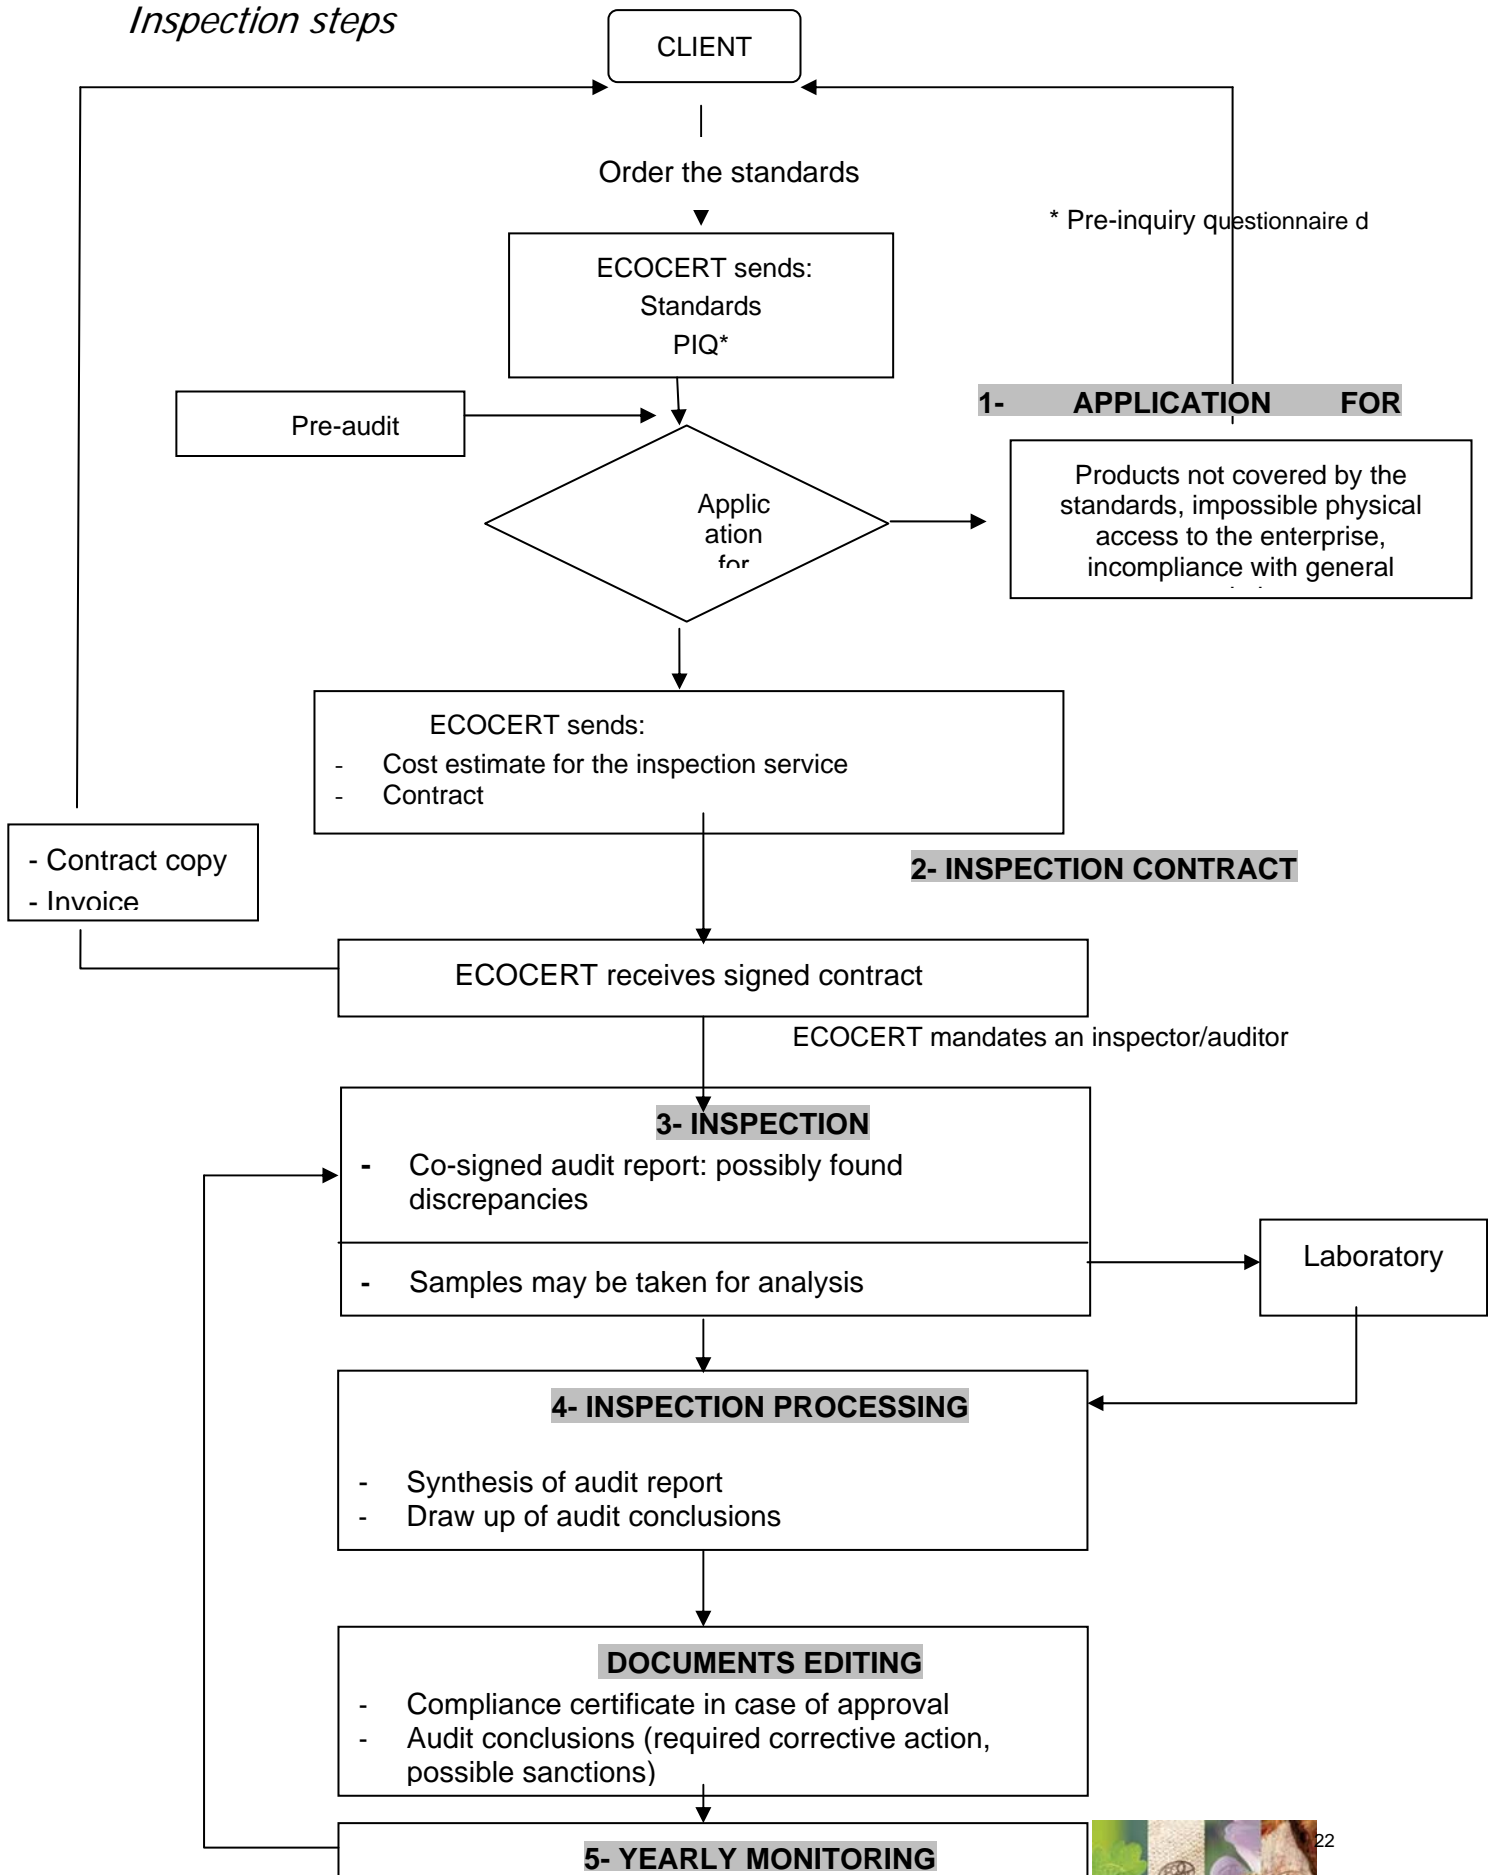 Inspection steps
CLIENT
Order the standards
* Pre-inquiry questionnaire d
ECOCERT sends:
Standards
PIQ*
1- APPLICATION FOR
Pre-audit
Applic
ation
for
Products not covered by the
standards, impossible physical
access to the enterprise,
incompliance with general
ECOCERT sends:
- Cost estimate for the inspection service
- Contract
- Contract copy
- Invoice
2- INSPECTION CONTRACT
ECOCERT receives signed contract
ECOCERT mandates an inspector/auditor
3- INSPECTION
- Co-signed audit report: possibly found
discrepancies
- Samples may be taken for analysis
Laboratory
4- INSPECTION PROCESSING
- Synthesis of audit report
- Draw up of audit conclusions
DOCUMENTS EDITING
- Compliance certificate in case of approval
- Audit conclusions (required corrective action,
possible sanctions)
5- YEARLY MONITORING
22